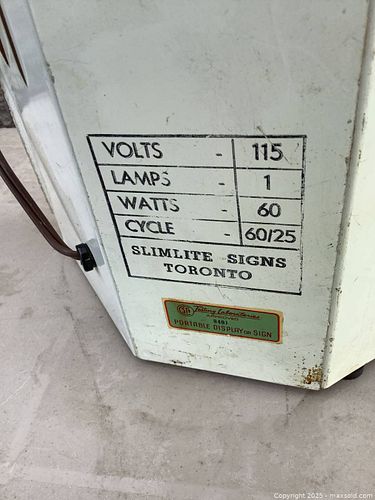 VOLTS - 115
LAMPS - 1
WATTS - 60
CYCLE - 60/25
SLIMLITE SIGNS
TORONTO
CSA Testing Laboratories
PORTABLE DISPLAY OR SIGN
Copyright 2025 - maxsold.com